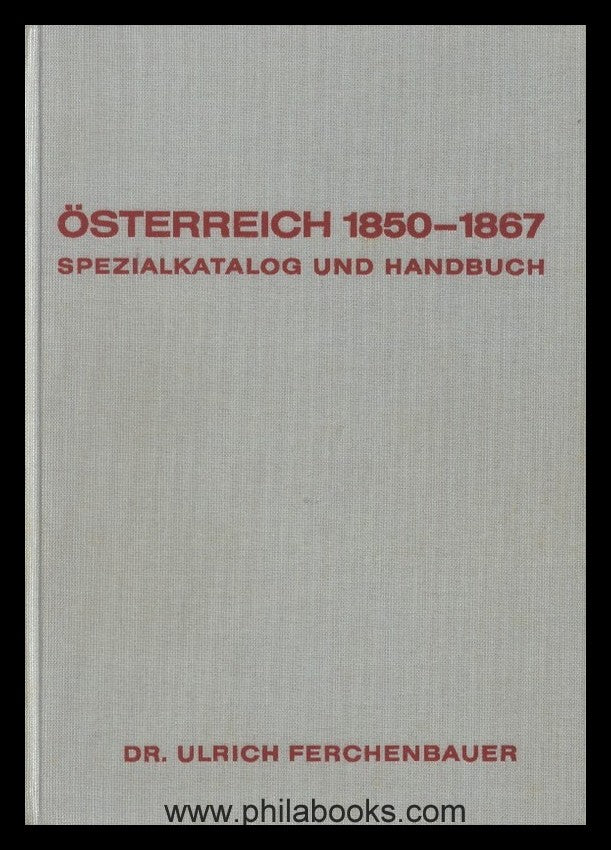 ÖSTERREICH 1850–1867
SPEZIALKATALOG UND HANDBUCH
DR. ULRICH FERCHENBAUER
www.philabooks.com